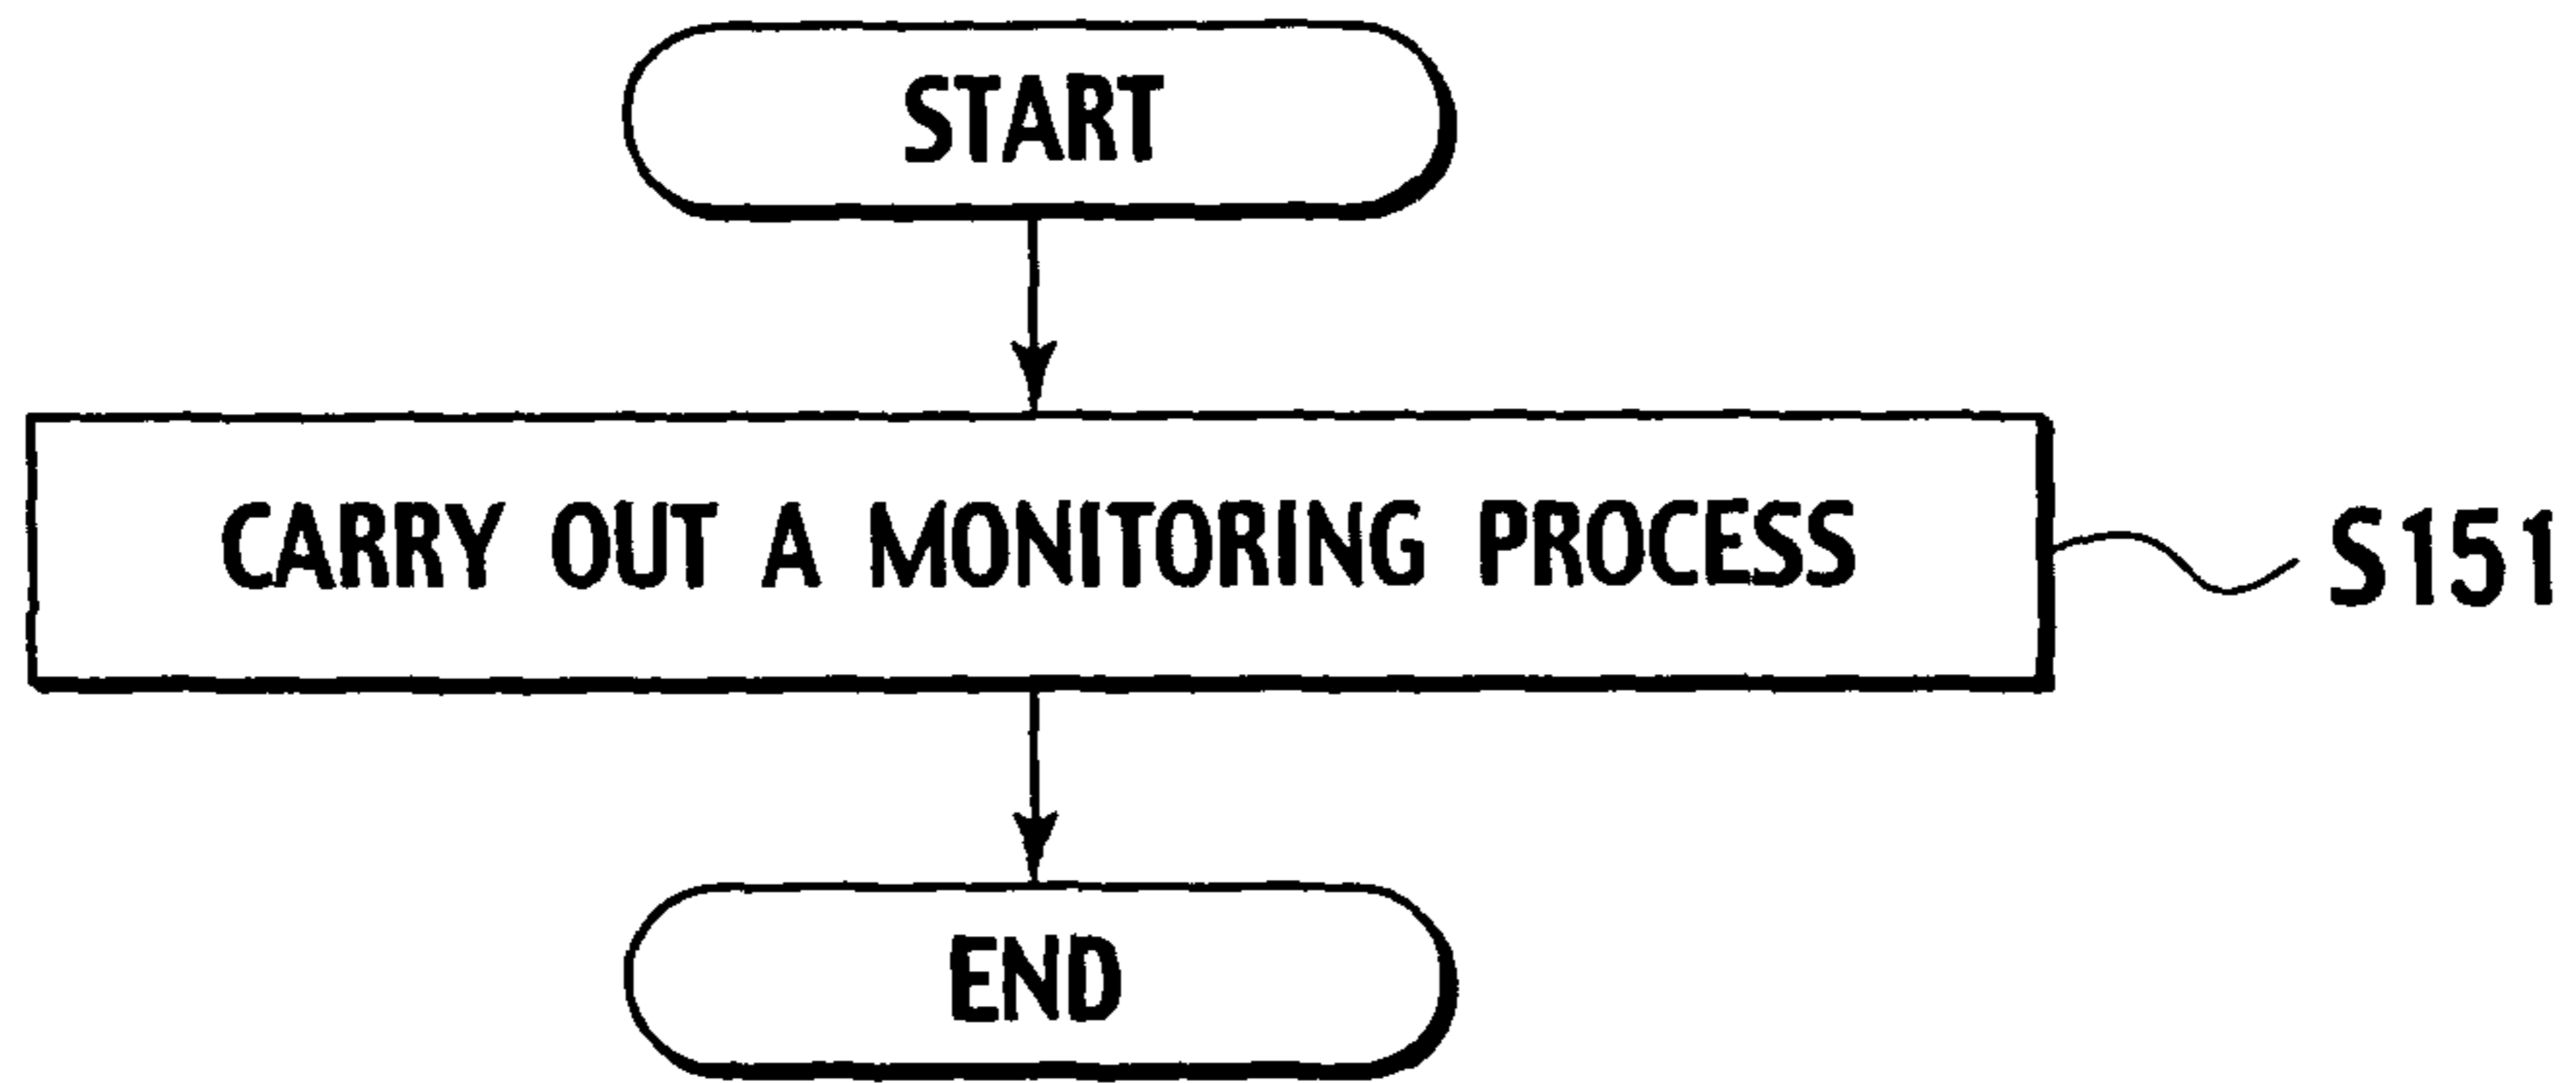 START
CARRY OUT A MONITORING PROCESS
S151
END